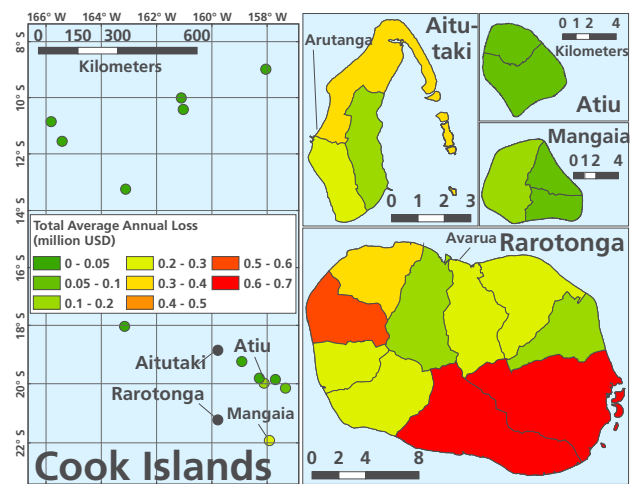 166°W 164°W 162°W 160°W 158°W
8°S
0 150 300 600
Kilometers
10°S
12°S
14°S
Total Average Annual Loss
(million USD)
0 - 0.05
0.05 - 0.1
0.1 - 0.2
0.2 - 0.3
0.3 - 0.4
0.4 - 0.5
0.5 - 0.6
0.6 - 0.7
16°S
18°S
Aitutaki
Atiu
20°S
Rarotonga
Mangaia
22°S
Cook Islands
Arutanga
Aitu-
taki
0 1 2 3
0 1 2 4
Kilometers
Atiu
Mangaia
0 1 2 4
Avarua
Rarotonga
0 2 4 8